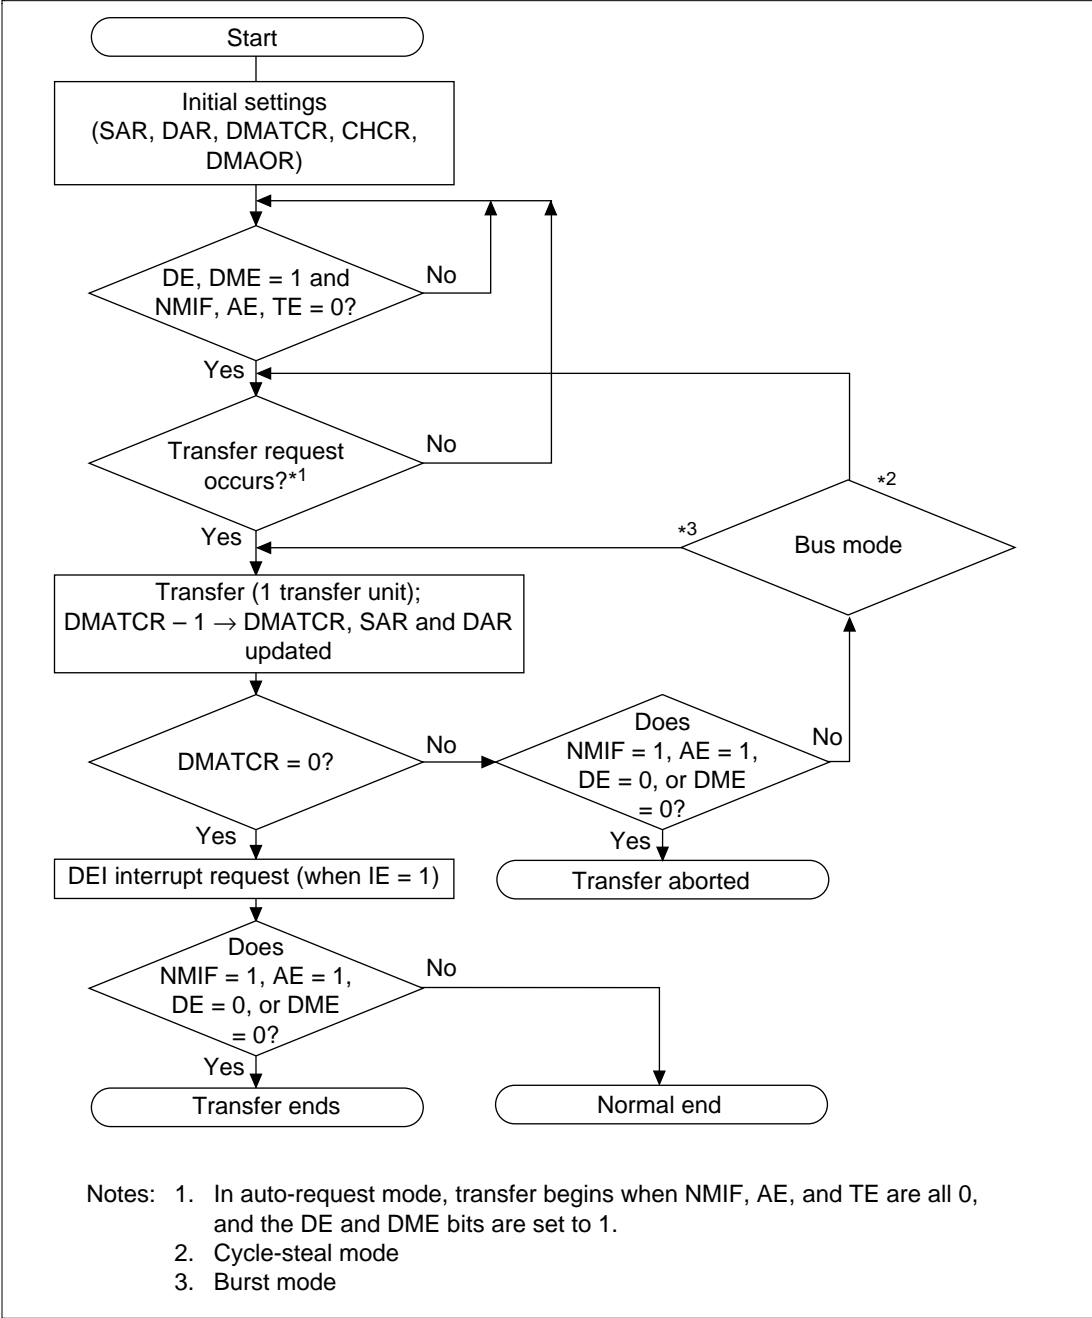 Start
Initial settings
(SAR, DAR, DMATCR, CHCR,
DMAOR)
DE, DME = 1 and
NMIF, AE, TE = 0?
No
Yes
Transfer request
occurs?*1
No
Yes
*2
*3
Bus mode
Transfer (1 transfer unit);
DMATCR – 1 → DMATCR, SAR and DAR
updated
DMATCR = 0?
No
Does
NMIF = 1, AE = 1,
DE = 0, or DME
= 0?
No
Yes
Yes
DEI interrupt request (when IE = 1)
Transfer aborted
Does
NMIF = 1, AE = 1,
DE = 0, or DME
= 0?
No
Yes
Transfer ends
Normal end
Notes: 1. In auto-request mode, transfer begins when NMIF, AE, and TE are all 0,
and the DE and DME bits are set to 1.
2. Cycle-steal mode
3. Burst mode